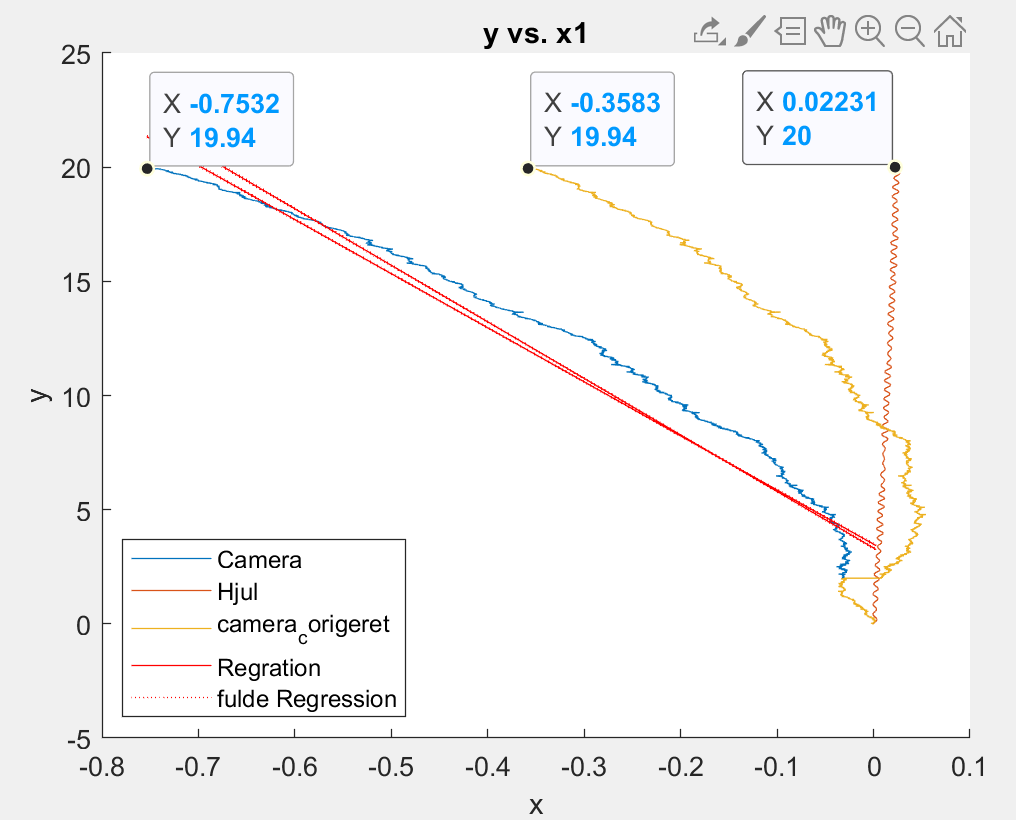 y vs. x1
X -0.7532
Y 19.94
X -0.3583
Y 19.94
X 0.02231
Y 20
25
20
15
10
5
0
-5
y
Camera
Hjul
camera_corigeret
Regration
fulde Regression
-0.8 -0.7 -0.6 -0.5 -0.4 -0.3 -0.2 -0.1 0 0.1
x